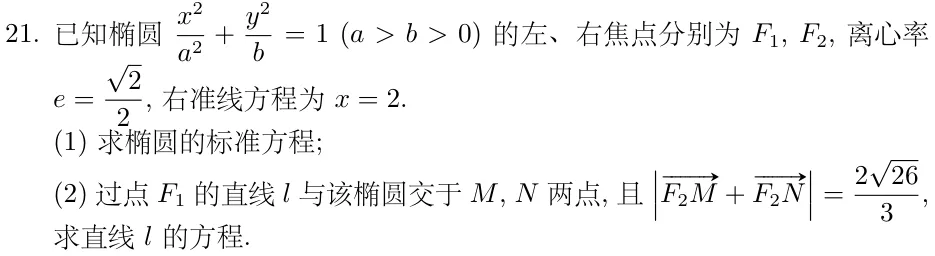 21. 已知椭圆 $\frac{x^2}{a^2} + \frac{y^2}{b} = 1$ ($a > b > 0$) 的左、右焦点分别为 $F_1$, $F_2$, 离心率
$e = \frac{\sqrt{2}}{2}$, 右准线方程为 $x = 2$.
(1) 求椭圆的标准方程;
(2) 过点 $F_1$ 的直线 $l$ 与该椭圆交于 $M$, $N$ 两点, 且 $\left|\overrightarrow{F_2M} + \overrightarrow{F_2N}\right| = \frac{2\sqrt{26}}{3}$,
求直线 $l$ 的方程.